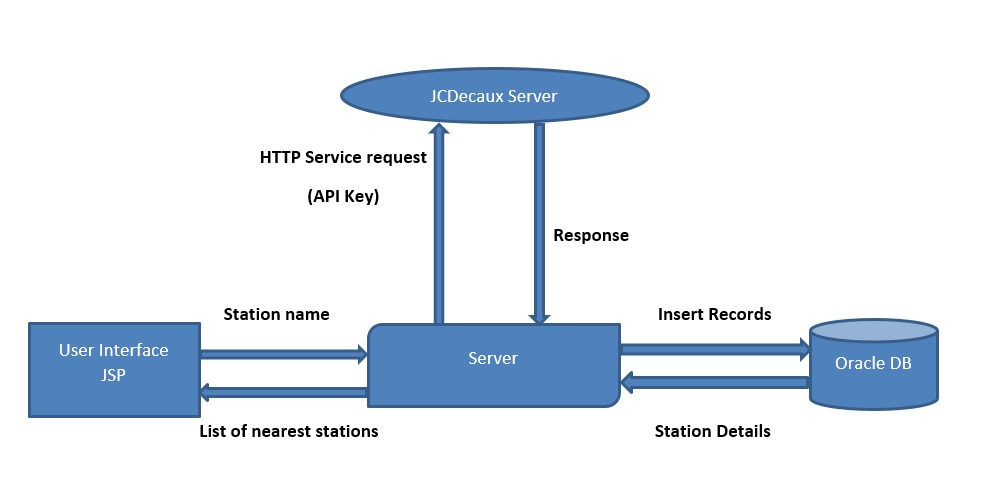 JCDecaux Server
HTTP Service request
(API Key)
Response
Station name
Insert Records
User Interface
JSP
Server
Oracle DB
List of nearest stations
Station Details